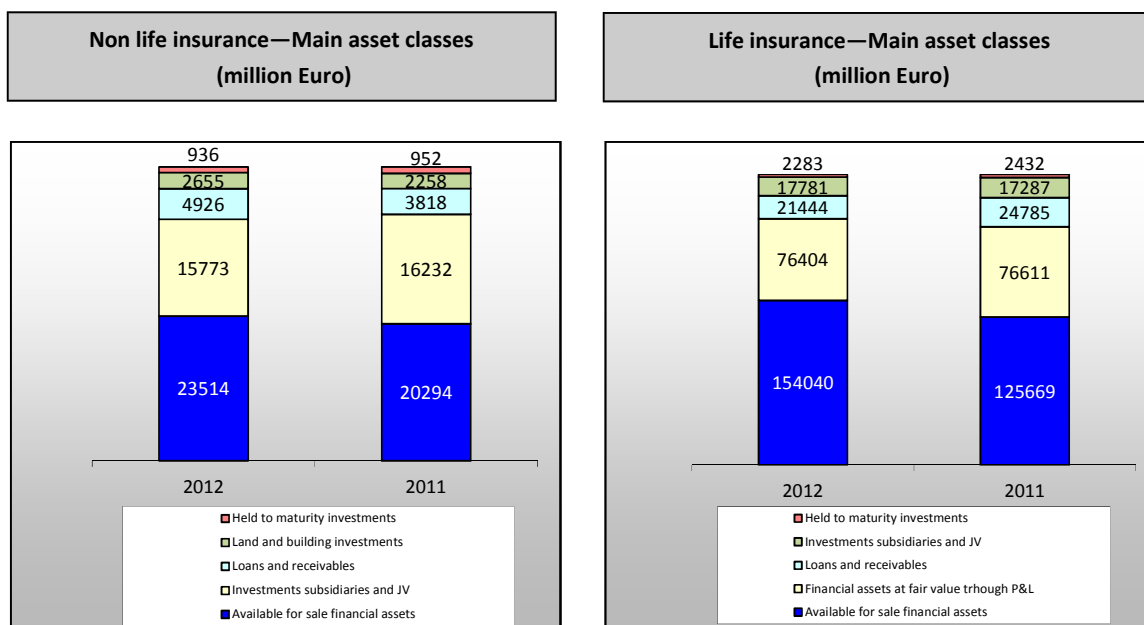 Non life insurance—Main asset classes
(million Euro)
936
952
2655
2258
4926
3818
15773
16232
23514
20294
2012
2011
Held to maturity investments
Land and building investments
Loans and receivables
Investments subsidiaries and JV
Available for sale financial assets
Life insurance—Main asset classes
(million Euro)
2283
2432
17781
17287
21444
24785
76404
76611
154040
125669
2012
2011
Held to maturity investments
Investments subsidiaries and JV
Loans and receivables
Financial assets at fair value trhough P&L
Available for sale financial assets